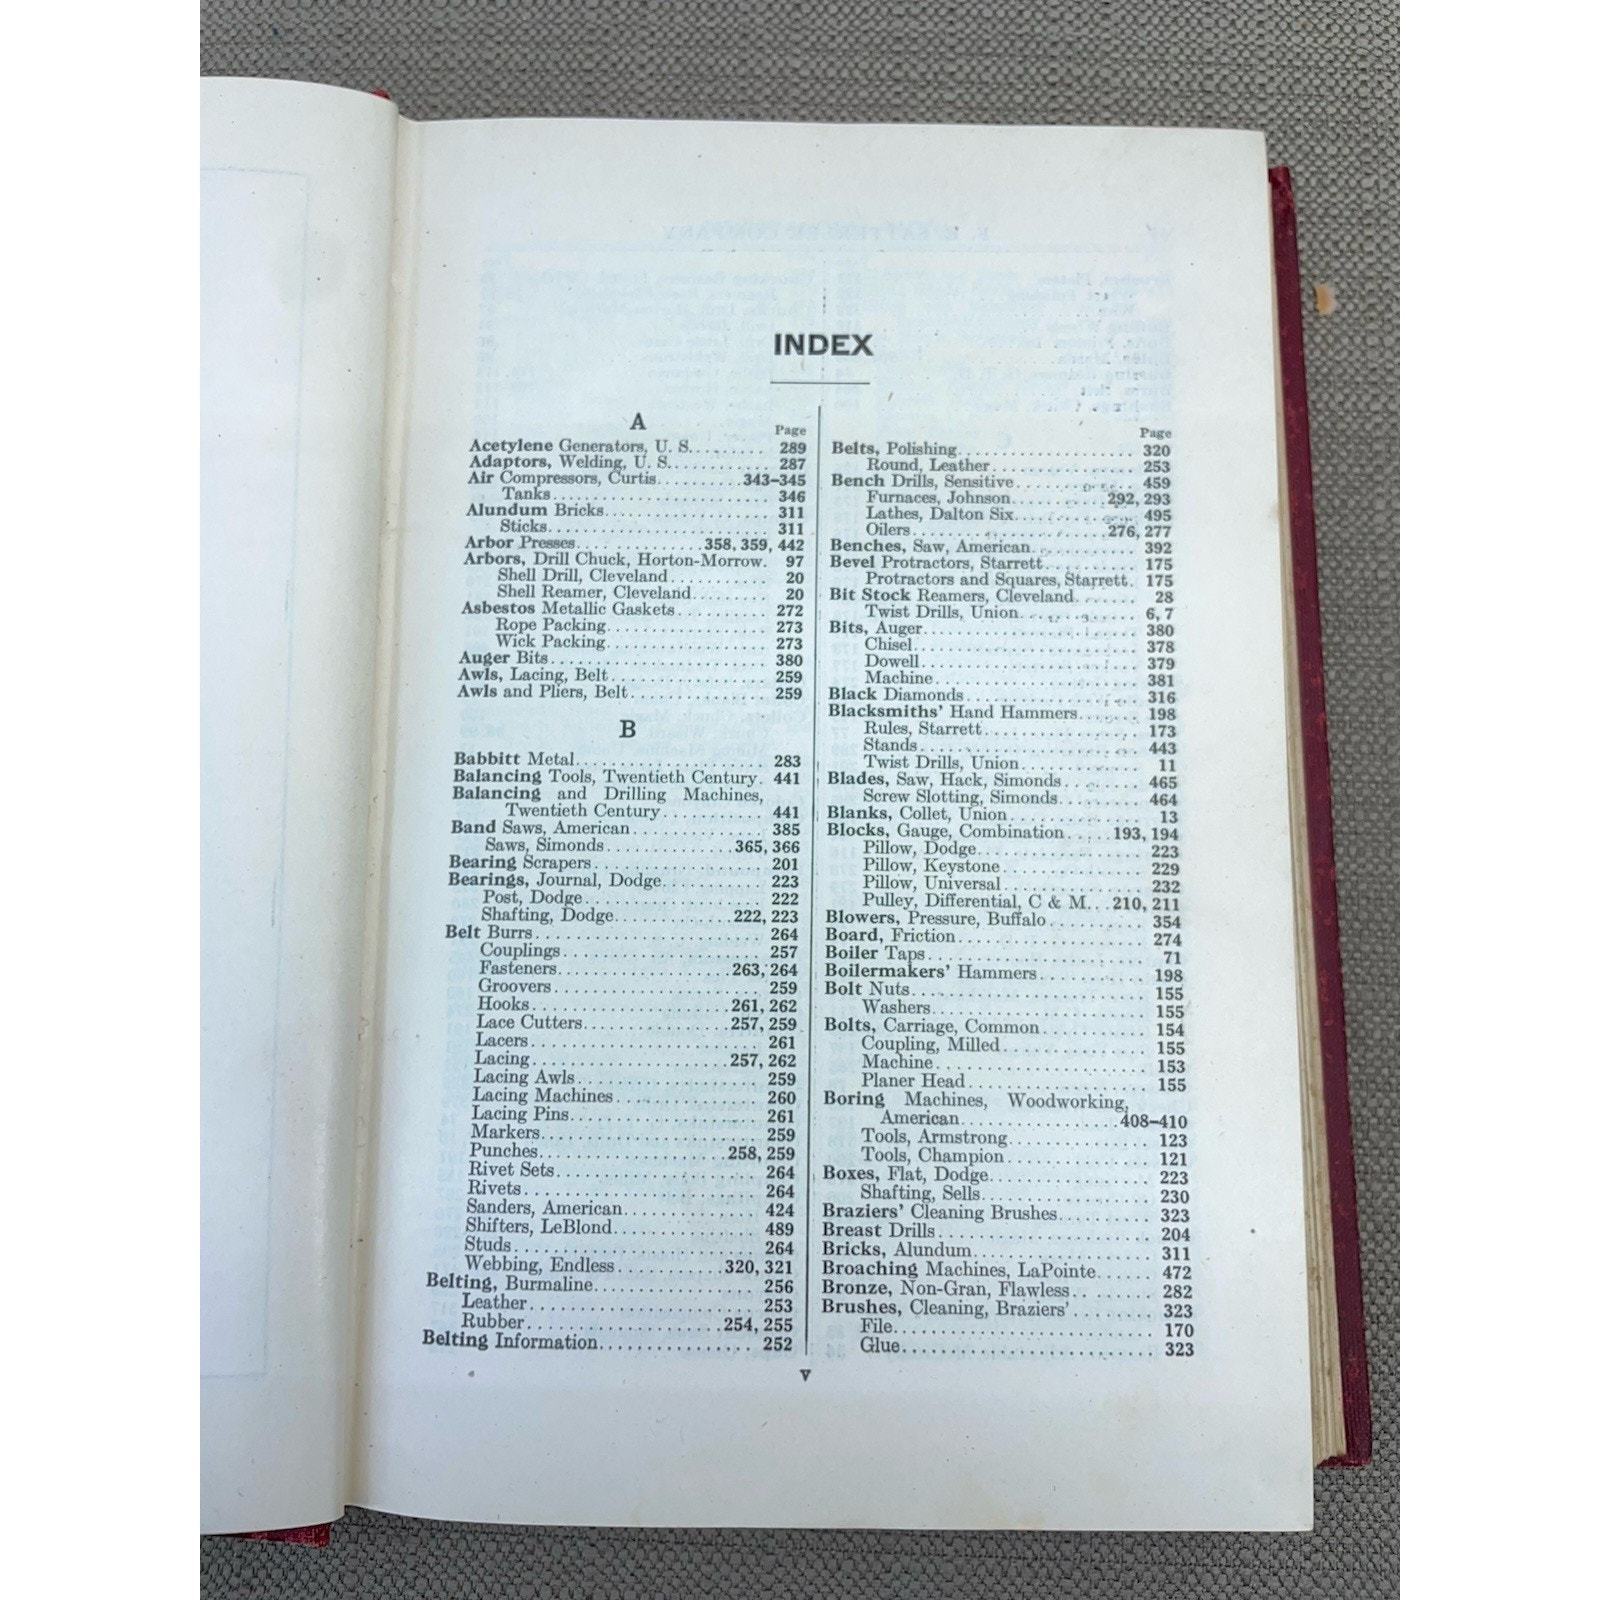 INDEX
A
Page
Acetylene Generators, U. S. ........ 289
Adaptors, Welding, U. S. .......... 287
Air Compressors, Curtis .......... 343-345
Tanks .......... 346
Alundum Bricks .......... 311
Sticks .......... 311
Arbor Presses .......... 358, 359, 442
Arbors, Drill Chuck, Horton-Morrow. 97
Shell Drill, Cleveland .......... 20
Shell Reamer, Cleveland .......... 20
Asbestos Metallic Gaskets .......... 272
Rope Packing .......... 273
Wick Packing .......... 273
Auger Bits .......... 380
Awls, Lacing, Belt .......... 259
Awls and Pliers, Belt .......... 259
B
Babbitt Metal .......... 283
Balancing Tools, Twentieth Century. 441
Balancing and Drilling Machines,
Twentieth Century .......... 441
Band Saws, American .......... 385
Saws, Simonds .......... 365, 366
Bearing Scrapers .......... 201
Bearings, Journal, Dodge .......... 223
Post, Dodge .......... 222
Shafting, Dodge .......... 222, 223
Belt Burrs .......... 264
Couplings .......... 257
Fasteners .......... 263, 264
Groovers .......... 259
Hooks .......... 261, 262
Lace Cutters .......... 257, 259
Lacers .......... 261
Lacing .......... 257, 262
Lacing Awls .......... 259
Lacing Machines .......... 260
Lacing Pins .......... 261
Markers .......... 259
Punches .......... 258, 259
Rivet Sets .......... 264
Rivets .......... 264
Sanders, American .......... 424
Shifters, LeBlond .......... 489
Studs .......... 264
Webbing, Endless .......... 320, 321
Belting, Burmaline .......... 256
Leather .......... 253
Rubber .......... 254, 255
Belting Information .......... 252
Page
Belts, Polishing .......... 320
Round, Leather .......... 253
Bench Drills, Sensitive .......... 459
Furnaces, Johnson .......... 292, 293
Lathes, Dalton Six .......... 495
Oilers .......... 276, 277
Benches, Saw, American .......... 392
Bevel Protractors, Starrett .......... 175
Protractors and Squares, Starrett. 175
Bit Stock Reamers, Cleveland .......... 28
Twist Drills, Union .......... 6, 7
Bits, Auger .......... 380
Chisel .......... 378
Dowell .......... 379
Machine .......... 381
Black Diamonds .......... 316
Blacksmiths' Hand Hammers .......... 198
Rules, Starrett .......... 173
Stands .......... 443
Twist Drills, Union .......... 11
Blades, Saw, Hack, Simonds .......... 465
Screw Slotting, Simonds .......... 464
Blanks, Collet, Union .......... 13
Blocks, Gauge, Combination ..... 193, 194
Pillow, Dodge .......... 223
Pillow, Keystone .......... 229
Pillow, Universal .......... 232
Pulley, Differential, C & M. .. 210, 211
Blowers, Pressure, Buffalo .......... 354
Board, Friction .......... 274
Boiler Taps .......... 71
Boilermakers' Hammers .......... 198
Bolt Nuts .......... 155
Washers .......... 155
Bolts, Carriage, Common .......... 154
Coupling, Milled .......... 155
Machine .......... 153
Planer Head .......... 155
Boring Machines, Woodworking,
American .......... 408-410
Tools, Armstrong .......... 123
Tools, Champion .......... 121
Boxes, Flat, Dodge .......... 223
Shafting, Sells .......... 230
Braziers' Cleaning Brushes .......... 323
Breast Drills .......... 204
Bricks, Alundum .......... 311
Broaching Machines, LaPointe ...... 472
Bronze, Non-Gran, Flawless ........ 282
Brushes, Cleaning, Braziers' ........ 323
File .......... 170
Glue .......... 323
v